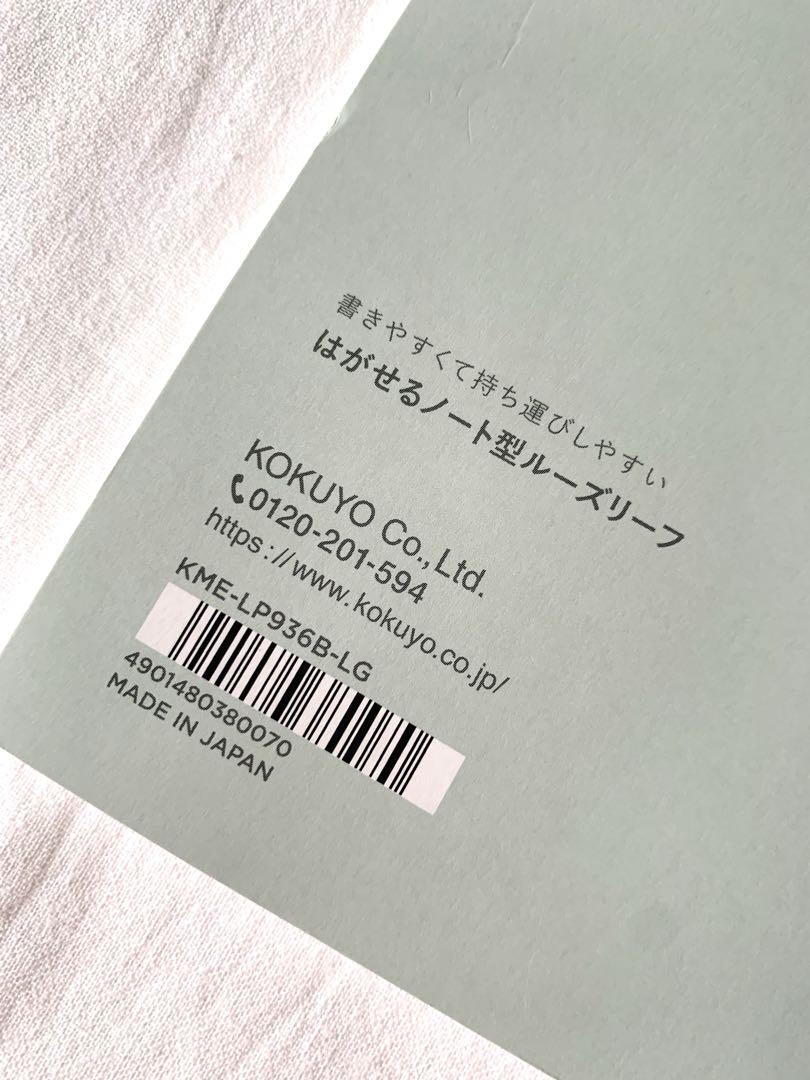 書きやすくて持ち運びしやすい
はがせるノート型ルーズリーフ
KOKUYO Co., Ltd.
0120-201-594
https://www.kokuyo.co.jp/
KME-LP936B-LG
4901480380070
MADE IN JAPAN